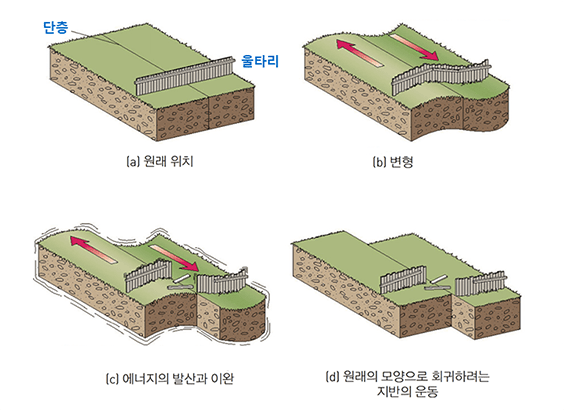 단층
울타리
(a) 원래 위치
(b) 변형
(c) 에너지의 발산과 이완
(d) 원래의 모양으로 회귀하려는
지반의 운동